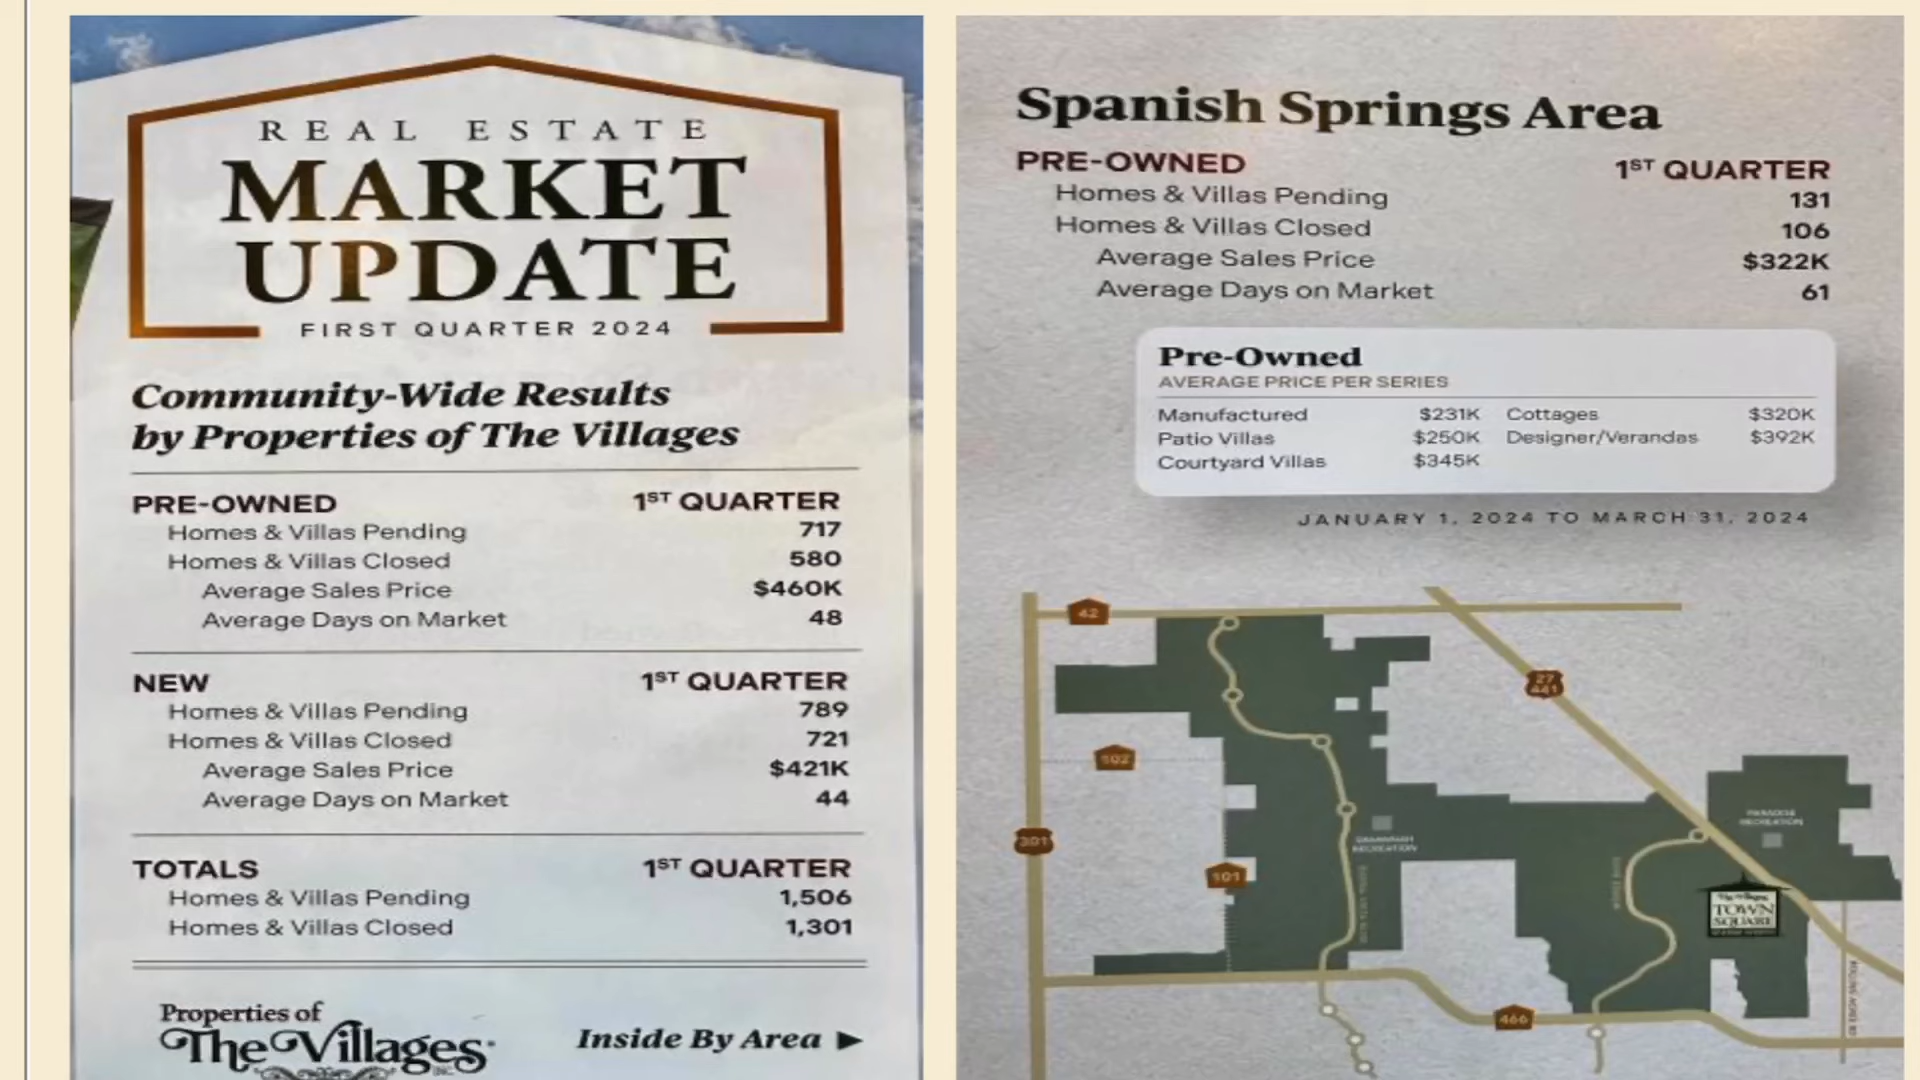 REAL ESTATE
MARKET
UPDATE
FIRST QUARTER 2024
Community-Wide Results
by Properties of The Villages
PRE-OWNED 1ST QUARTER
Homes & Villas Pending 717
Homes & Villas Closed 580
Average Sales Price $460K
Average Days on Market 48
NEW 1ST QUARTER
Homes & Villas Pending 789
Homes & Villas Closed 721
Average Sales Price $421K
Average Days on Market 44
TOTALS 1ST QUARTER
Homes & Villas Pending 1,506
Homes & Villas Closed 1,301
Properties of
The Villages
INC.
Inside By Area
Spanish Springs Area
PRE-OWNED 1ST QUARTER
Homes & Villas Pending 131
Homes & Villas Closed 106
Average Sales Price $322K
Average Days on Market 61
Pre-Owned
AVERAGE PRICE PER SERIES
Manufactured $231K Cottages $320K
Patio Villas $250K Designer/Verandas $392K
Courtyard Villas $345K
JANUARY 1, 2024 TO MARCH 31, 2024
42
27
441
102
301
101
PARADISE
RECREATION
RECREATION
The Villages
TOWN
SQUARE
466